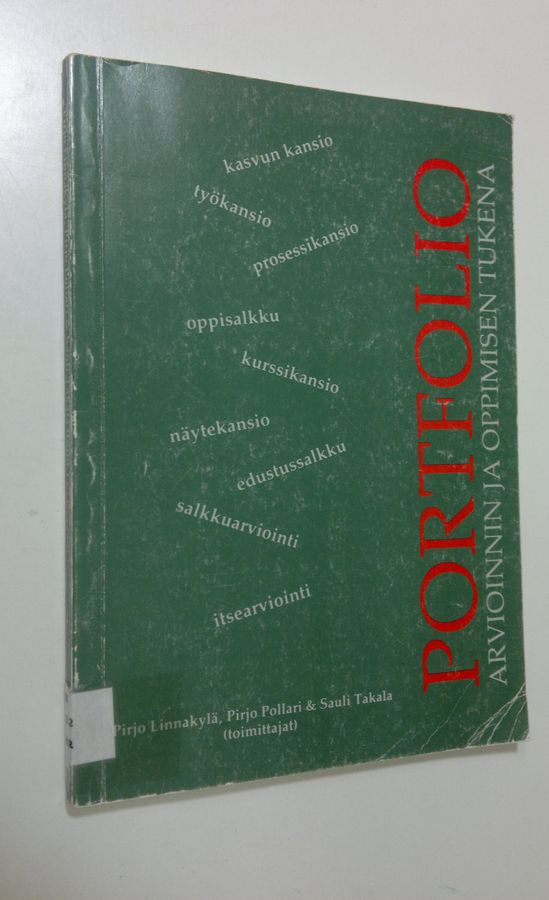 kasvun kansio
työkansio
prosessikansio
oppisalkku
kurssikansio
näytekansio
edustussalkku
salkkuarviointi
itsearviointi
PORTFOLIO
ARVIOINNIN JA OPPIMISEN TUKENA
Pirjo Linnakylä, Pirjo Pollari & Sauli Takala
(toimittajat)